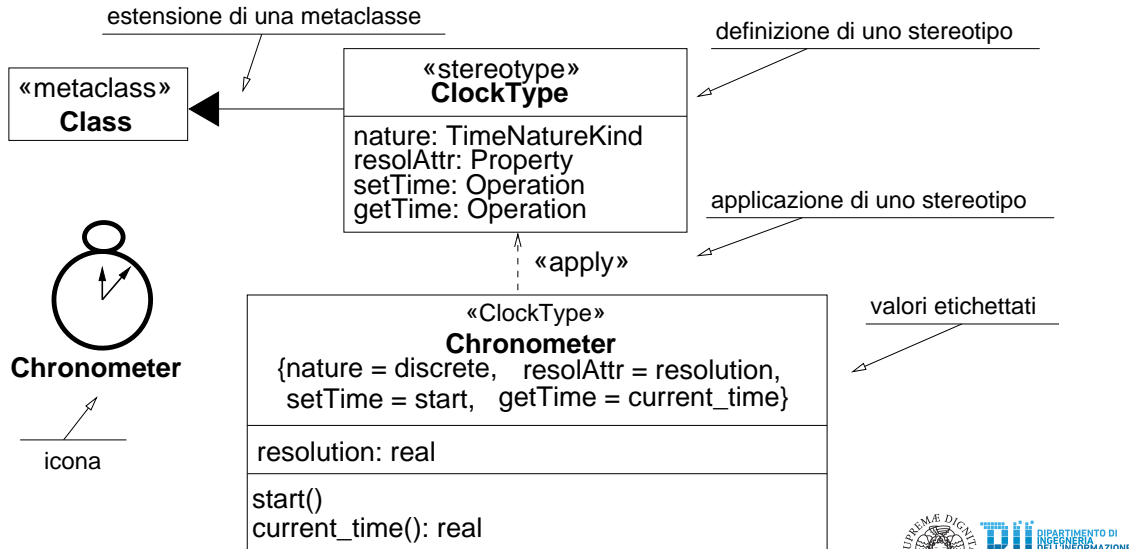 estensione di una metaclasse
definizione di uno stereotipo
«metaclass»
Class
«stereotype»
ClockType
nature: TimeNatureKind
resolAttr: Property
setTime: Operation
getTime: Operation
applicazione di uno stereotipo
«apply»
Chronometer
icona
«ClockType»
Chronometer
{nature = discrete, resolAttr = resolution,
setTime = start, getTime = current_time}
valori etichettati
resolution: real
start()
current_time(): real
DIPARTIMENTO DI
INGEGNERIA
DELL'INFORMAZIONE